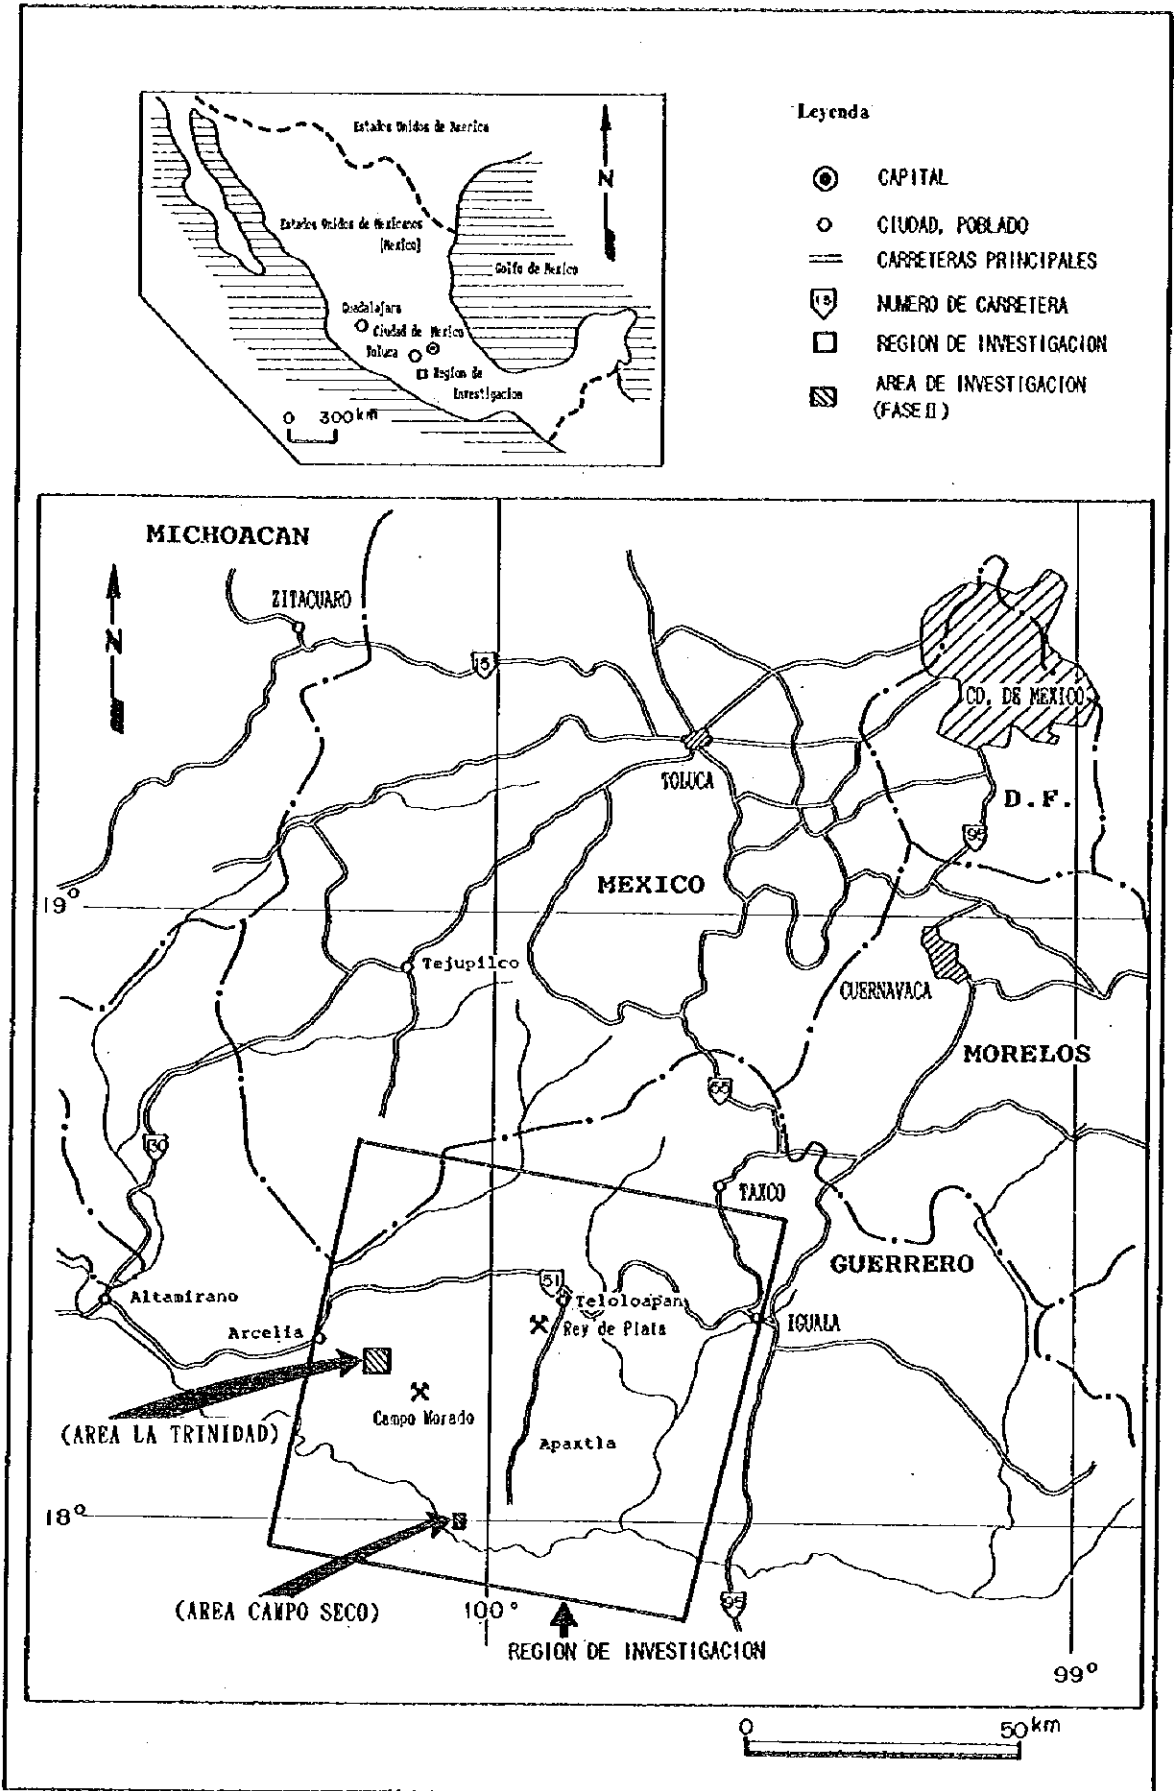 Estados Unidos de America
N
Estados Unidos de Mexicanos
[Mexico]
Golfo de Mexico
Guadalajara
Ciudad de Mexico
Toluca
Region de
Investigacion
0 300km
Leyenda
CAPITAL
CIUDAD, POBLADO
CARRETERAS PRINCIPALES
15 NUMERO DE CARRETERA
REGION DE INVESTIGACION
AREA DE INVESTIGACION
(FASE II)
MICHOACAN
ZITACUARO
N
15
CD. DE MEXICO
TOLUCA
D.F.
95
MEXICO
19°
Tejupilco
CUERNAVACA
MORELOS
55
130
TAXCO
GUERRERO
51
Altamirano
Teloloapan
Rey de Plata
IGUALA
Arcelia
Campo Morado
(AREA LA TRINIDAD)
Apaxtla
18°
95
(AREA CAMPO SECO)
100°
REGION DE INVESTIGACION
99°
0 50km